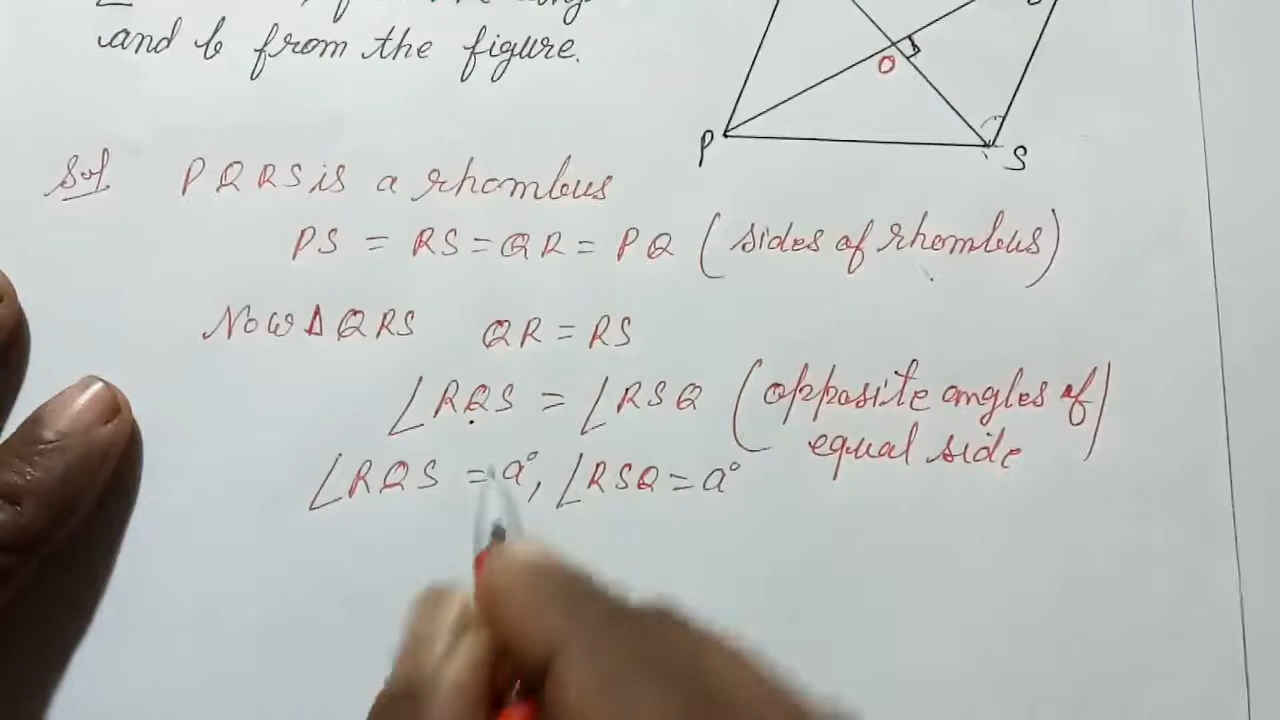 and b from the figure.
O
P
S
Sol PQRS is a rhombus
PS = RS = QR = PQ (sides of rhombus)
Now Δ QRS QR = RS
∠RQS = ∠RSQ (opposite angles of
equal side)
∠RQS = a°, ∠RSQ = a°